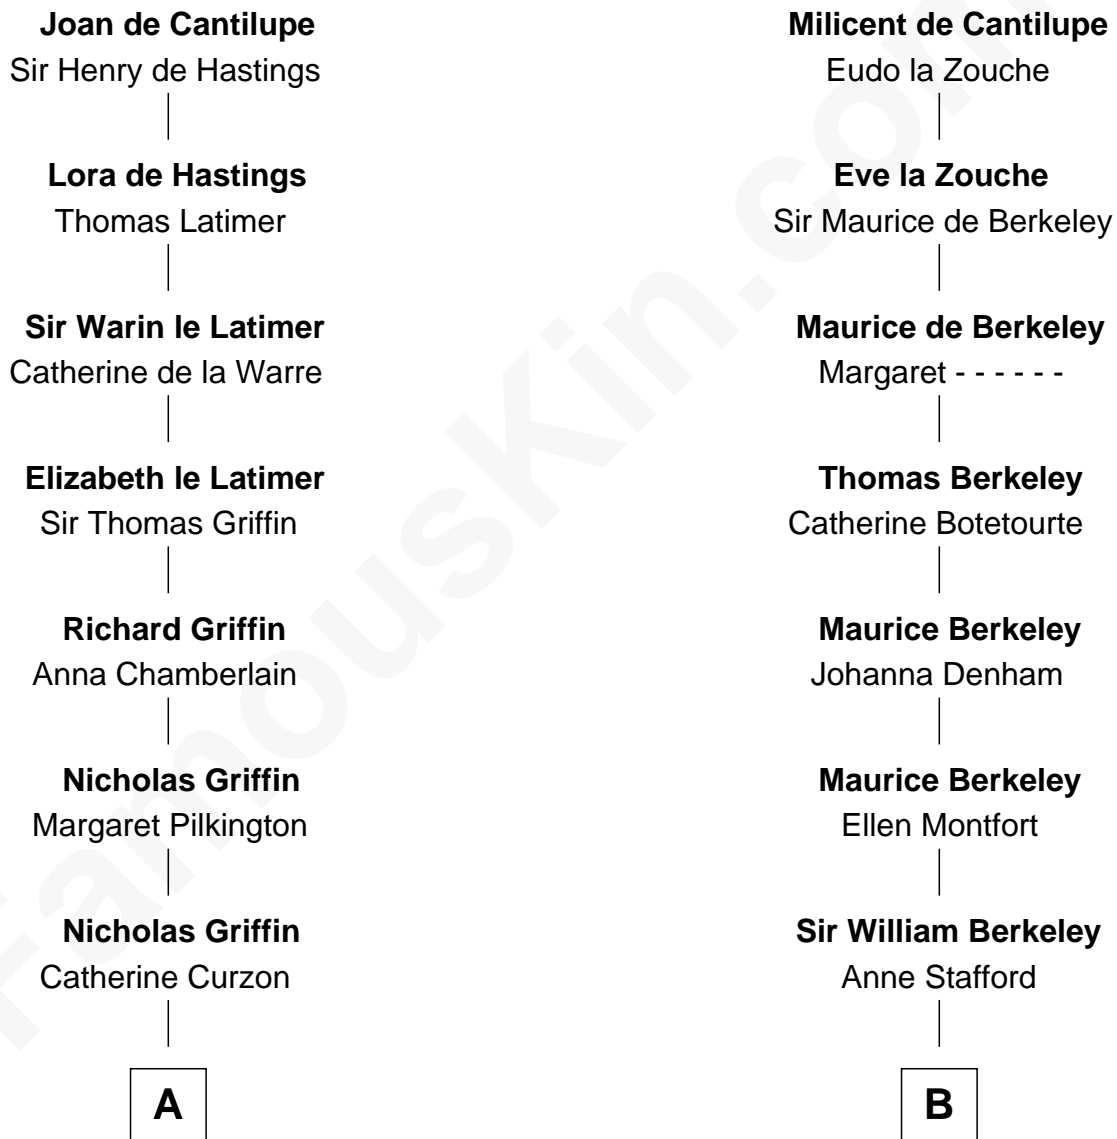 Joan de Cantilupe
Sir Henry de Hastings
Lora de Hastings
Thomas Latimer
Sir Warin le Latimer
Catherine de la Warre
Elizabeth le Latimer
Sir Thomas Griffin
Richard Griffin
Anna Chamberlain
Nicholas Griffin
Margaret Pilkington
Nicholas Griffin
Catherine Curzon
A
Milicent de Cantilupe
Eudo la Zouche
Eve la Zouche
Sir Maurice de Berkeley
Maurice de Berkeley
Margaret - - - - - -
Thomas Berkeley
Catherine Botetourte
Maurice Berkeley
Johanna Denham
Maurice Berkeley
Ellen Montfort
Sir William Berkeley
Anne Stafford
B
FamousKin.com